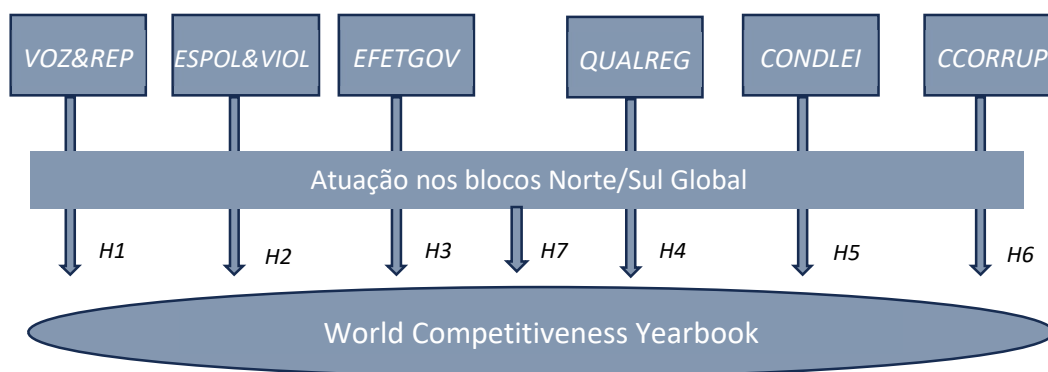 VOZ&REP
ESPOL&VIOL
EFETGOV
QUALREG
CONDLEI
CCORRUP
Atuação nos blocos Norte/Sul Global
H1
H2
H3
H7
H4
H5
H6
World Competitiveness Yearbook